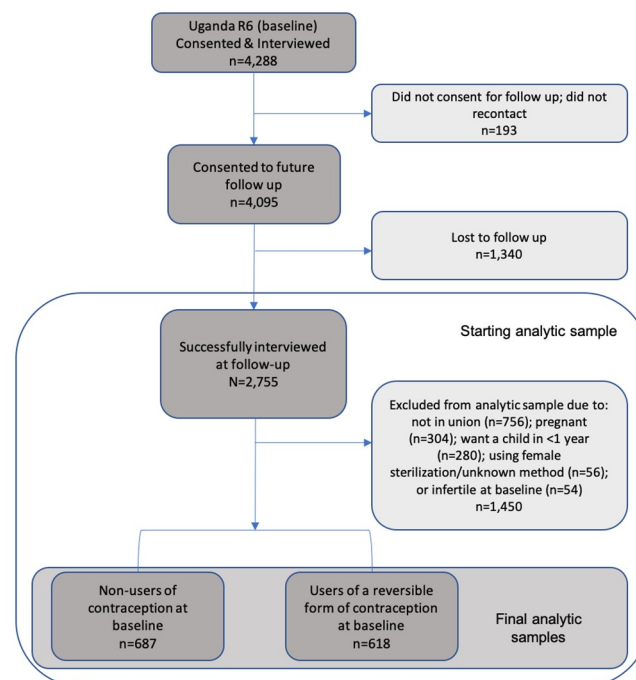 Uganda R6 (baseline)
Consented & Interviewed
n=4,288
Did not consent for follow up; did not
recontact
n=193
Consented to future
follow up
n=4,095
Lost to follow up
n=1,340
Starting analytic sample
Successfully interviewed
at follow-up
N=2,755
Excluded from analytic sample due to:
not in union (n=756); pregnant
(n=304); want a child in <1 year
(n=280); using female
sterilization/unknown method (n=56);
or infertile at baseline (n=54)
n=1,450
Non-users of
contraception at
baseline
n=687
Users of a reversible
form of contraception
at baseline
n=618
Final analytic
samples